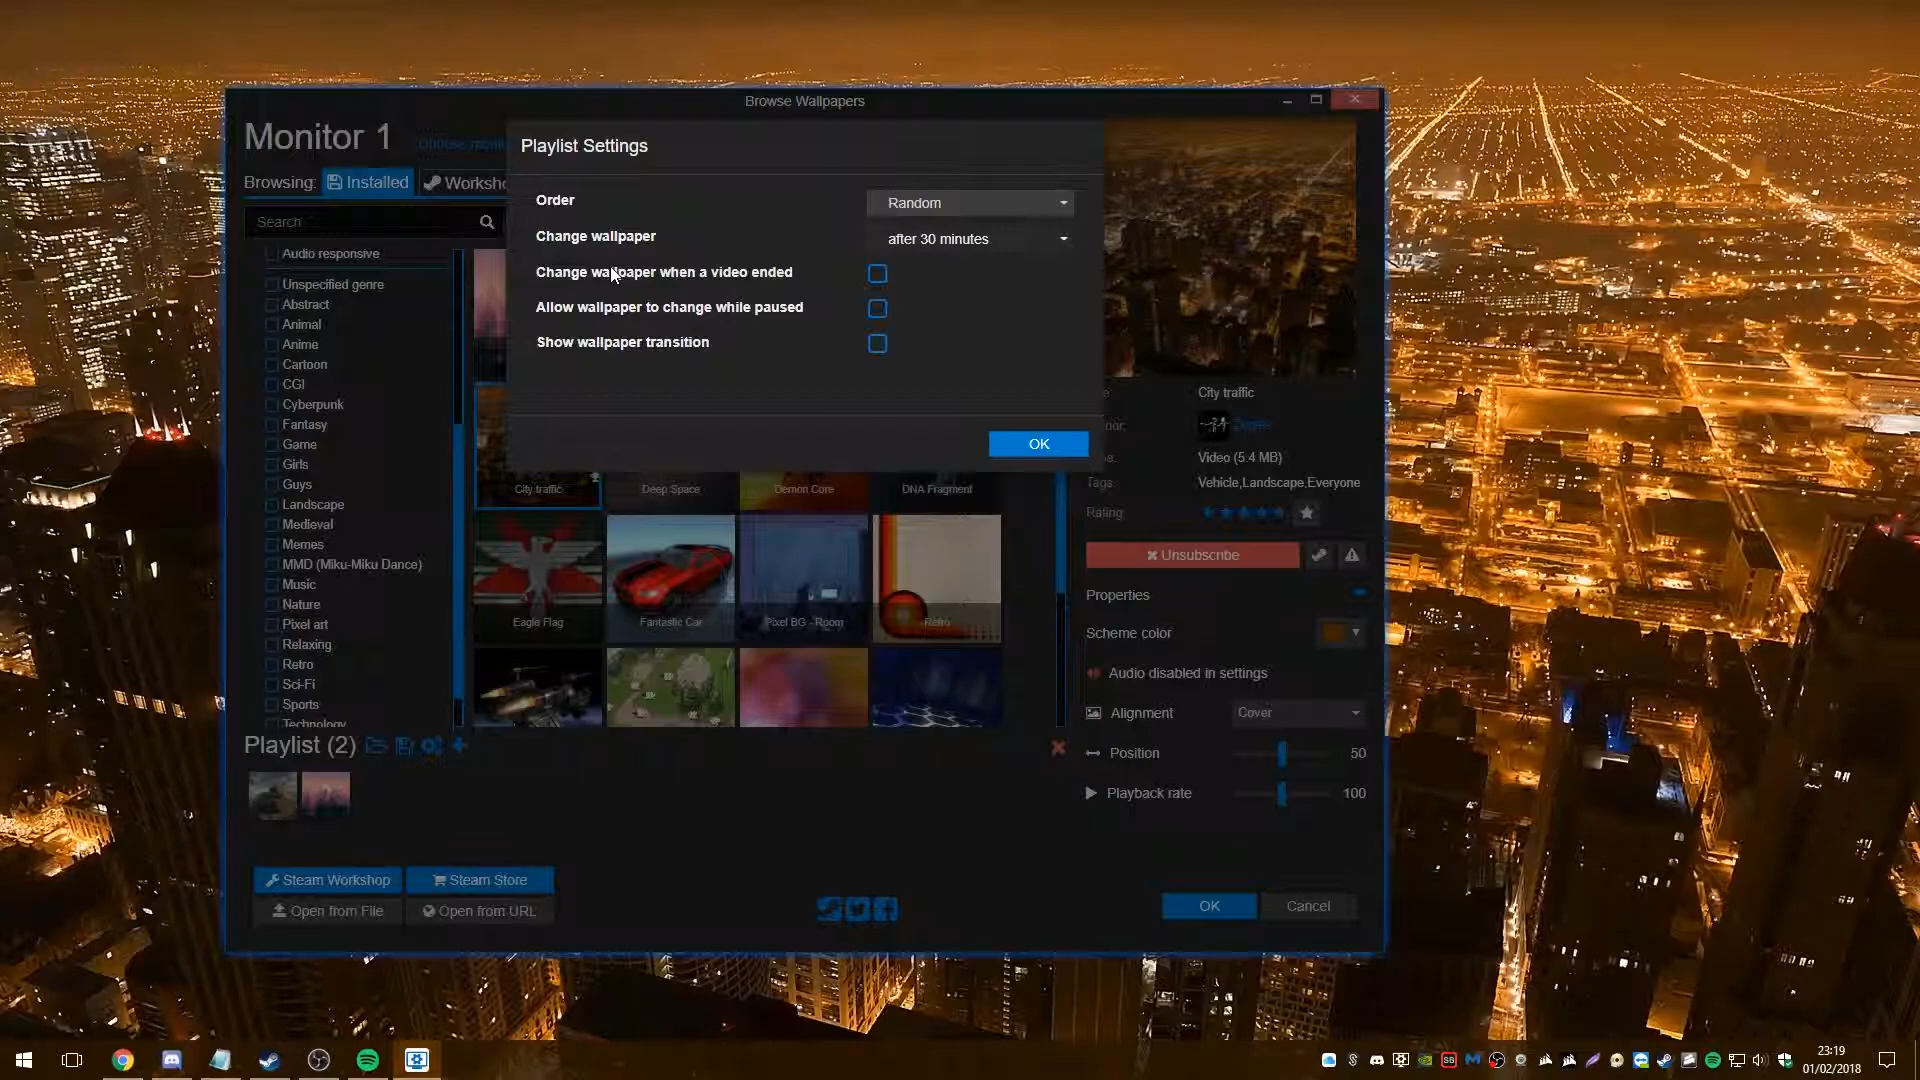 Browse Wallpapers
Monitor 1
Browsing: Installed
Search
Audio responsive
Unspecified genre
Abstract
Animal
Anime
Cartoon
CGI
Cyberpunk
Fantasy
Game
Girls
Guys
Landscape
Medieval
Memes
MMD (Miku-Miku Dance)
Music
Nature
Pixel art
Relaxing
Retro
Sci-Fi
Sports
Technology
Playlist Settings
Order
Random
Change wallpaper
after 30 minutes
Change wallpaper when a video ended
Allow wallpaper to change while paused
Show wallpaper transition
OK
City traffic
Deep Space
Demon Core
DNA Fragment
Eagle Flag
Fantastic Car
Pixel BG - Room
Retro
City traffic
Video (5.4 MB)
Tags: Vehicle,Landscape,Everyone
Rating:
Unsubscribe
Properties
Scheme color
Audio disabled in settings
Alignment Cover
Position 50
Playback rate 100
Playlist (2)
Steam Workshop
Steam Store
Open from File
Open from URL
OK
Cancel
23:19
01/02/2018